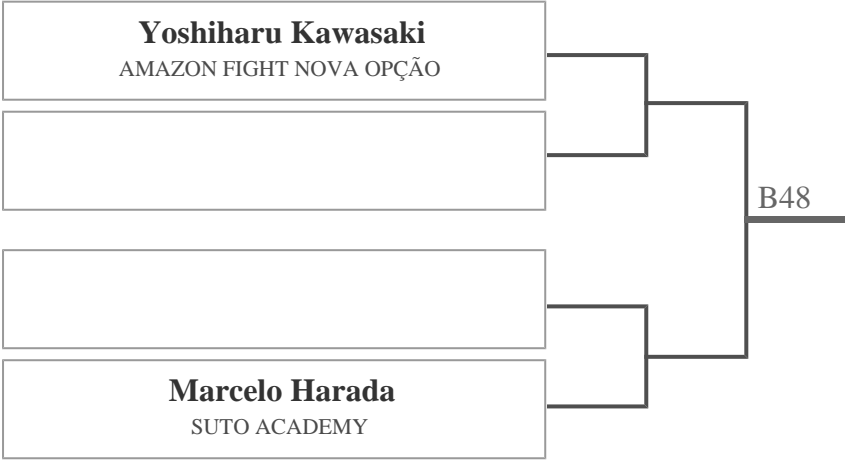 Yoshiharu Kawasaki
AMAZON FIGHT NOVA OPÇÃO
B48
Marcelo Harada
SUTO ACADEMY